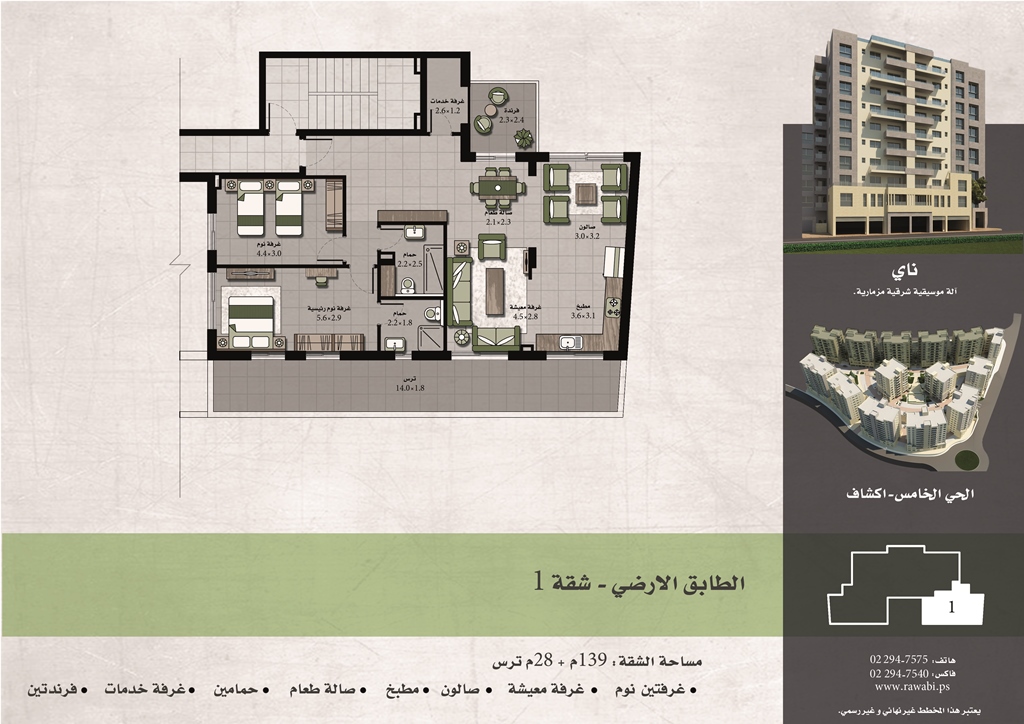 غرفة خدمات
2.6×1.2
فرندة
2.3×2.4
صالة طعام
2.1×2.3
صالون
3.0×3.2
غرفة نوم
4.4×3.0
حمام
2.2×2.5
غرفة نوم رئيسية
5.6×2.9
حمام
2.2×1.8
غرفة معيشة
4.5×2.8
مطبخ
3.6×3.1
ترس
14.0×1.8
ناي
آلة موسيقية شرقية مزمارية.
الحي الخامس-اكشاف
الطابق الارضي - شقة 1
1
مساحة الشقة: 139م + 28م ترس
• غرفتين نوم • غرفة معيشة • صالون • مطبخ • صالة طعام • حمامين • غرفة خدمات • فرندتين
هاتف: 02 294-7575
فاكس: 02 294-7540
www.rawabi.ps
يعتبر هذا المخطط غير نهائي و غير رسمي.